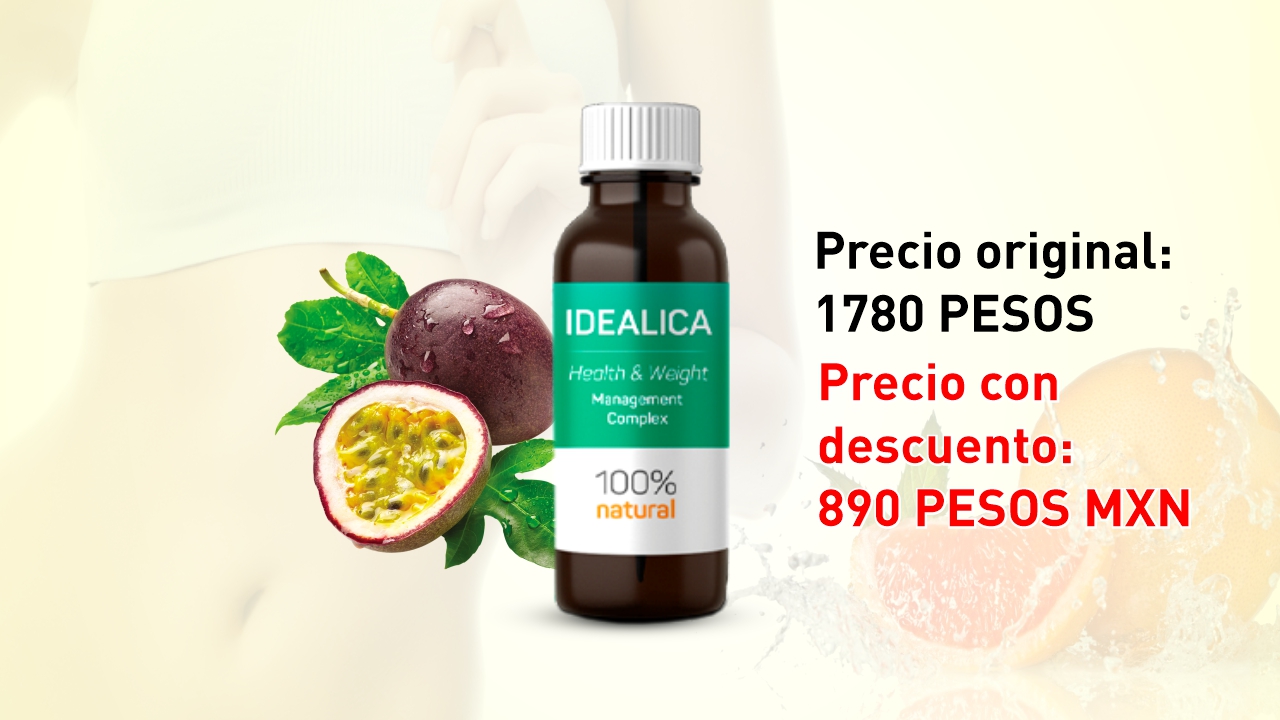 IDEALICA
Health & Weight
Management
Complex
100%
natural
Precio original:
1780 PESOS
Precio con
descuento:
890 PESOS MXN